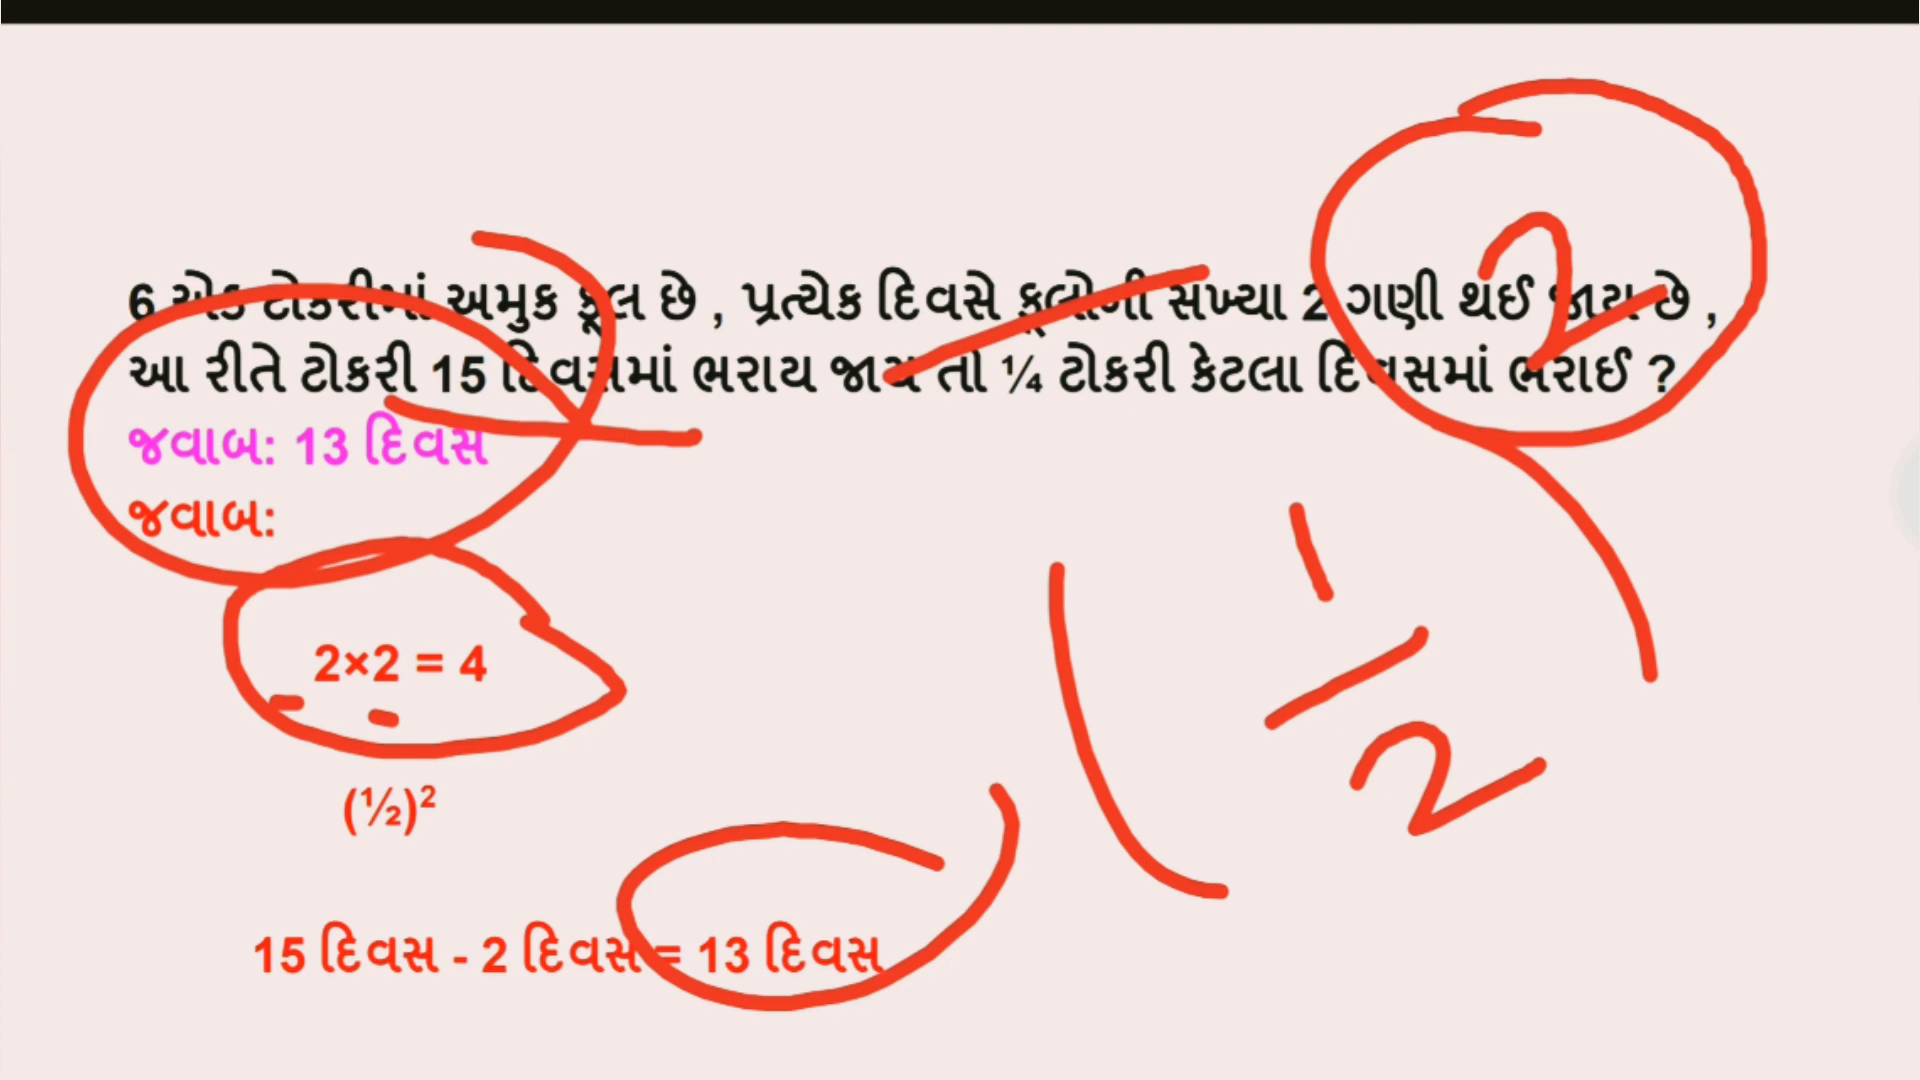 6 એક ટોકરીમાં અમુક ફૂલ છે , પ્રત્યેક દિવસે ફૂલોની સંખ્યા 2 ગણી થઈ જાય છે ,
આ રીતે ટોકરી 15 દિવસમાં ભરાય જાય તો ¼ ટોકરી કેટલા દિવસમાં ભરાઈ ?
જવાબ: 13 દિવસ
જવાબ:
2×2 = 4
(½)²
15 દિવસ - 2 દિવસ = 13 દિવસ
2
1
2